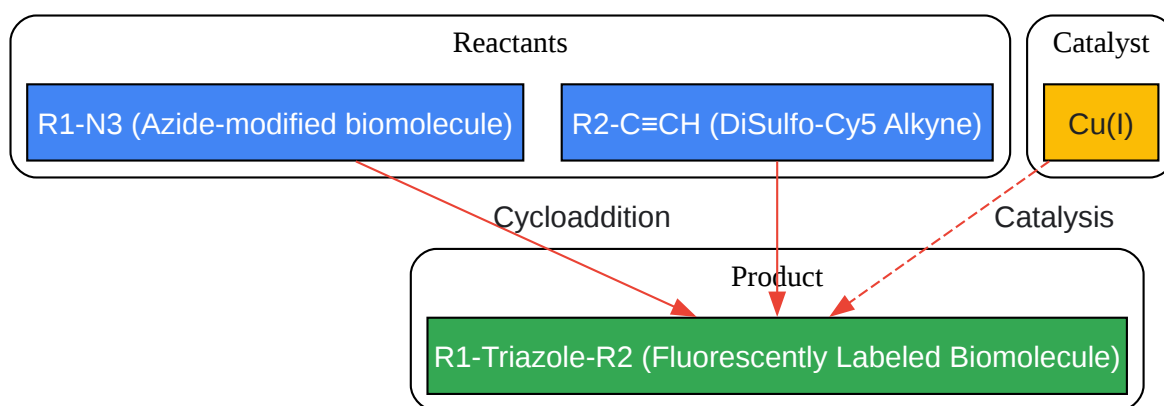 Reactants
Catalyst
R1-N3 (Azide-modified biomolecule)
R2-C≡CH (DiSulfo-Cy5 Alkyne)
Cu(I)
Cycloaddition
Catalysis
Product
R1-Triazole-R2 (Fluorescently Labeled Biomolecule)